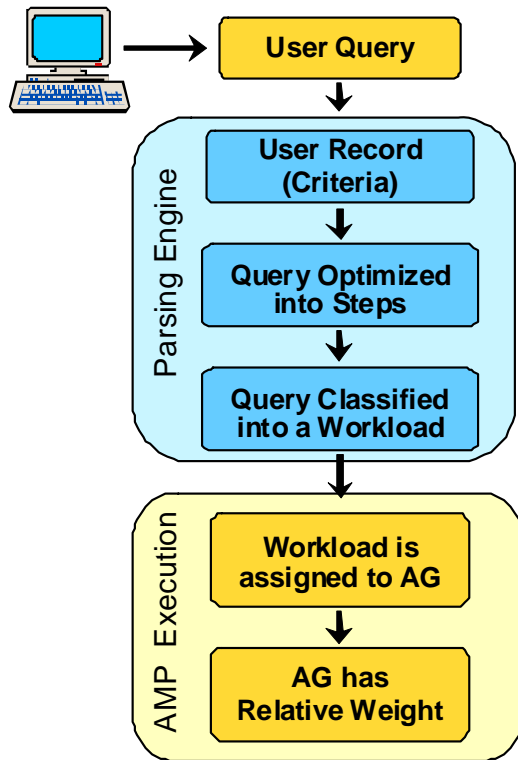 User Query
Parsing Engine
User Record
(Criteria)
Query Optimized
into Steps
Query Classified
into a Workload
AMP Execution
Workload is
assigned to AG
AG has
Relative Weight